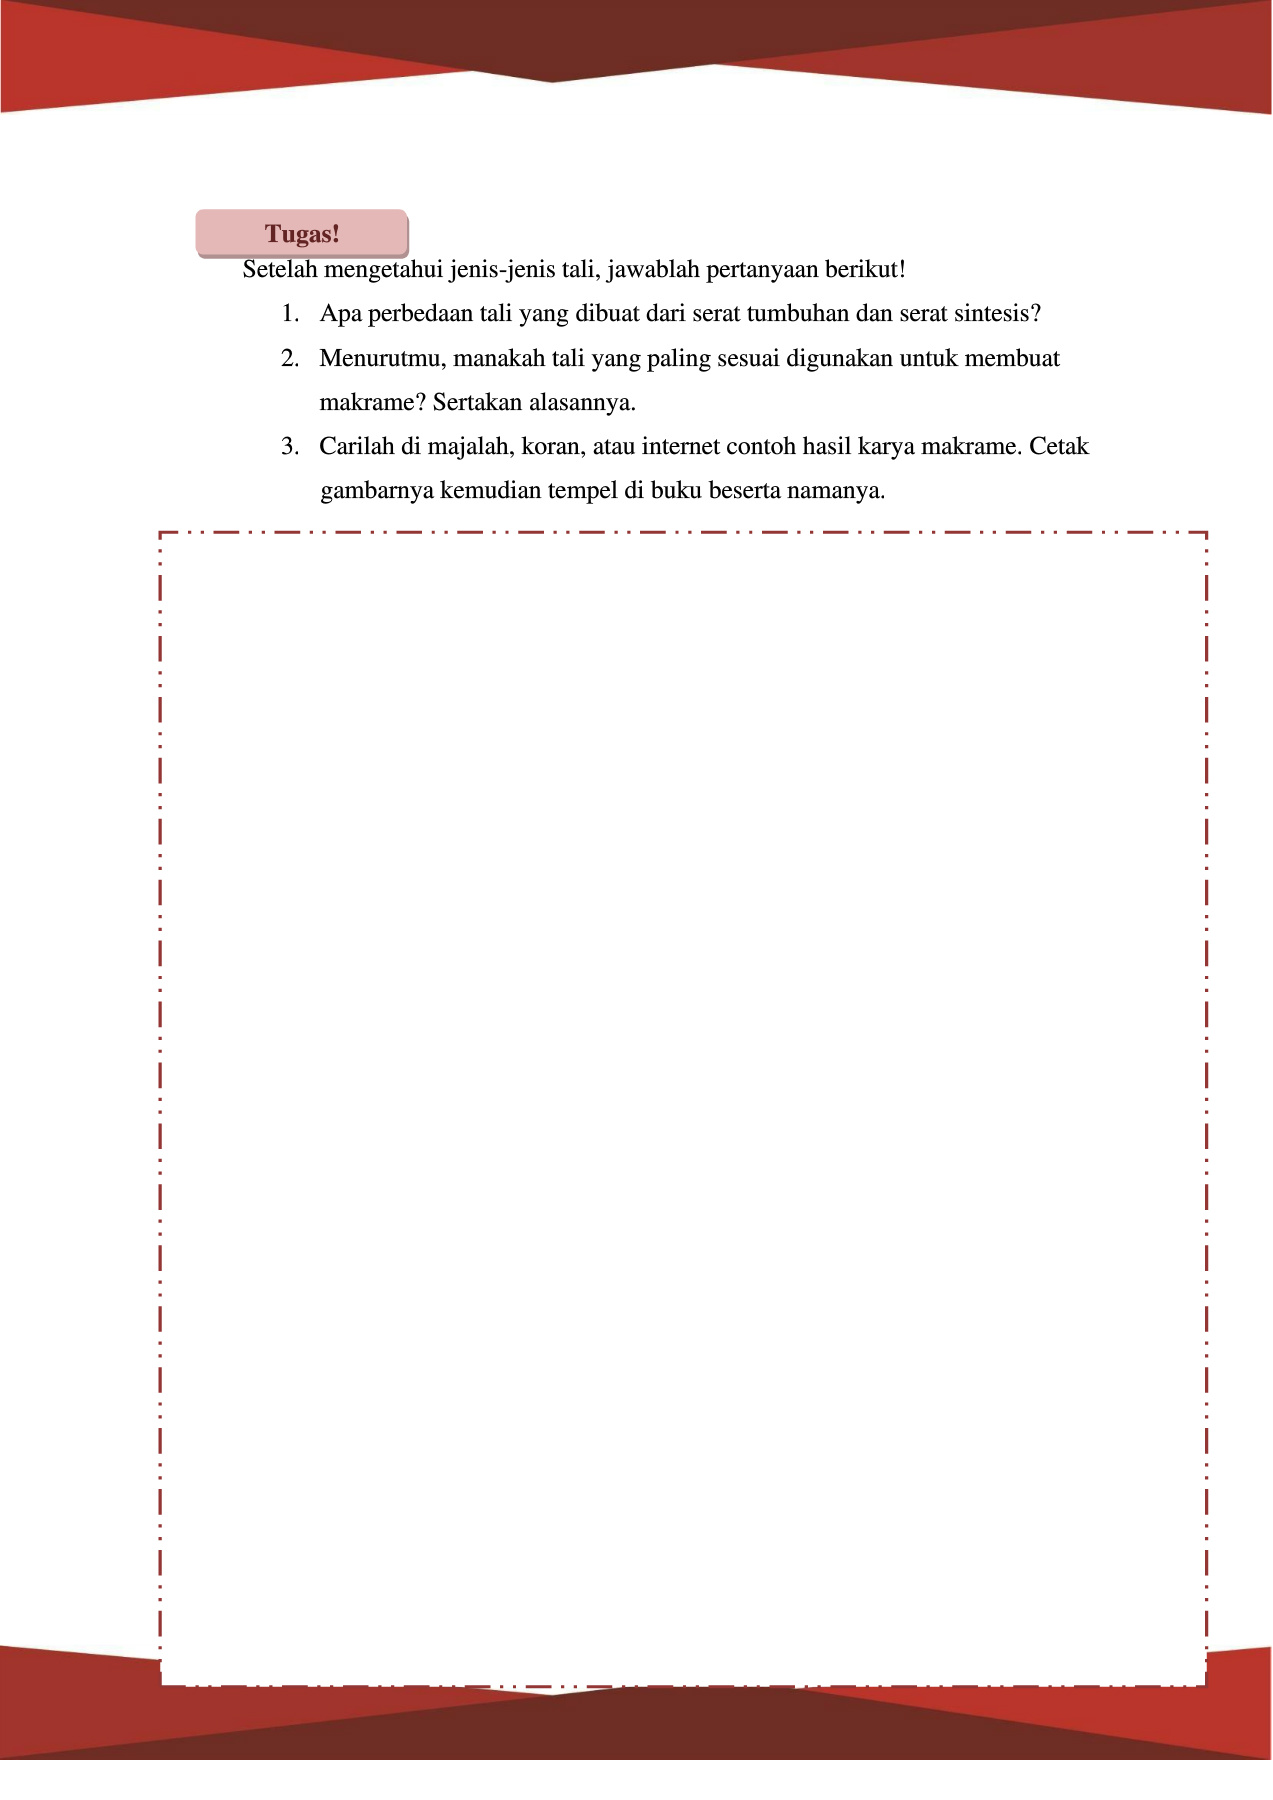 Tugas!
Setelah mengetahui jenis-jenis tali, jawablah pertanyaan berikut!
1. Apa perbedaan tali yang dibuat dari serat tumbuhan dan serat sintesis?
2. Menurutmu, manakah tali yang paling sesuai digunakan untuk membuat
makrame? Sertakan alasannya.
3. Carilah di majalah, koran, atau internet contoh hasil karya makrame. Cetak
gambarnya kemudian tempel di buku beserta namanya.